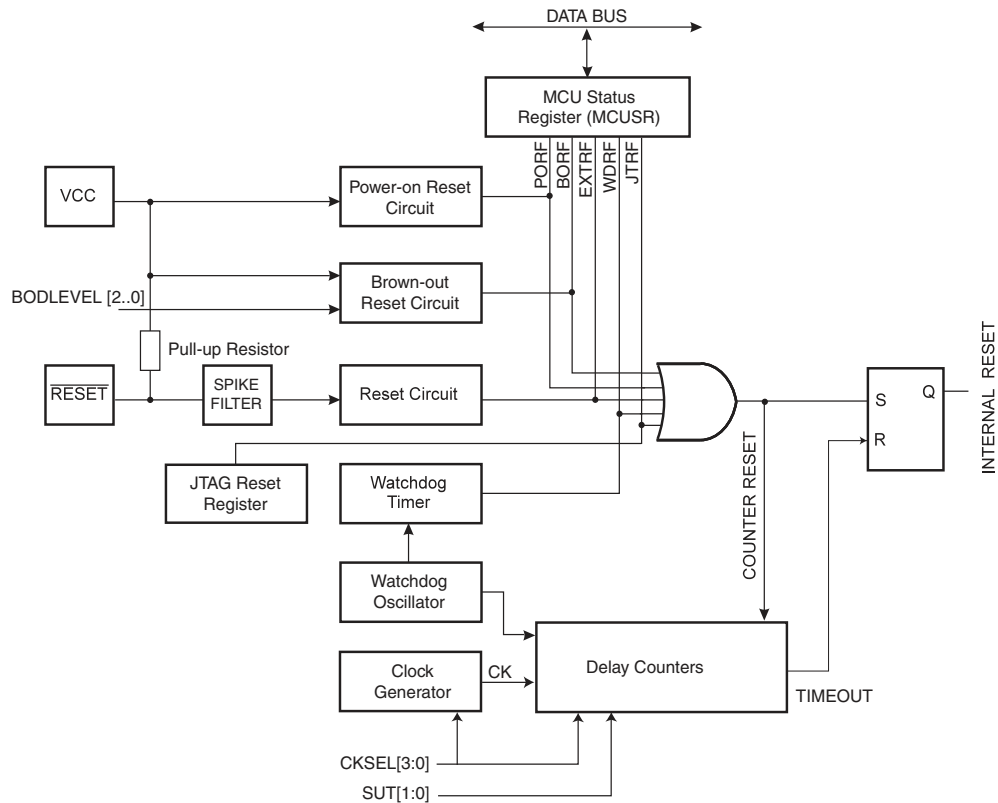 DATA BUS
MCU Status
Register (MCUSR)
PORF
BORF
EXTRF
WDRF
JTRF
VCC
Power-on Reset
Circuit
Brown-out
Reset Circuit
BODLEVEL [2..0]
Pull-up Resistor
RESET
SPIKE
FILTER
Reset Circuit
S
Q
R
INTERNAL RESET
JTAG Reset
Register
Watchdog
Timer
COUNTER RESET
Watchdog
Oscillator
Clock
Generator
CK
Delay Counters
TIMEOUT
CKSEL[3:0]
SUT[1:0]